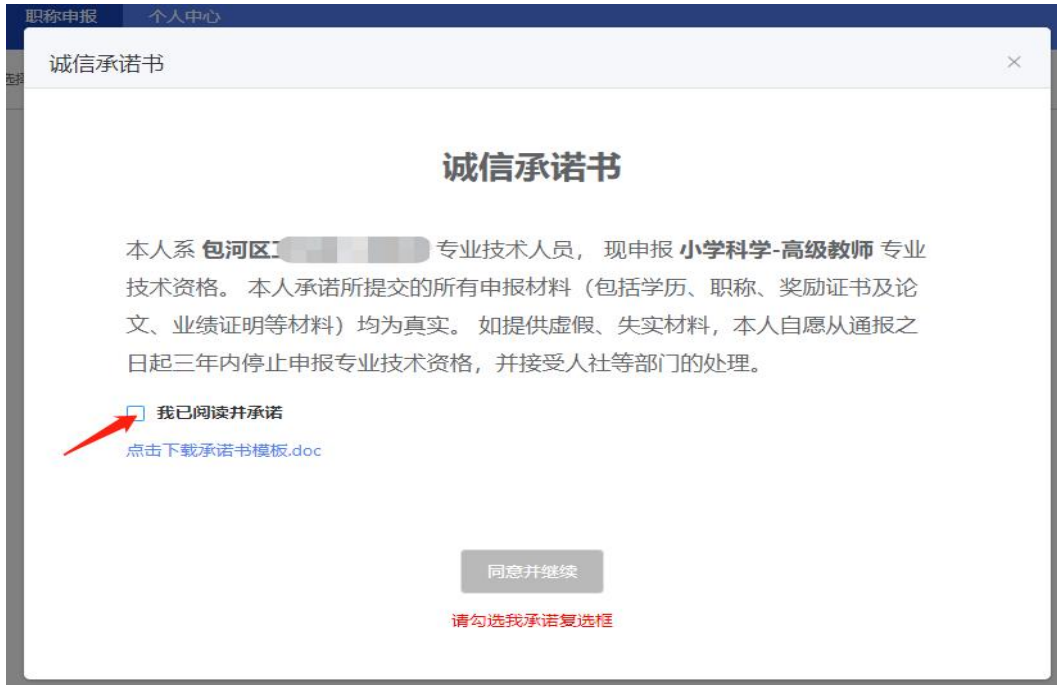 职称申报 个人中心
诚信承诺书
选择
诚信承诺书
本人系 包河区 专业技术人员， 现申报 小学科学-高级教师 专业
技术资格。 本人承诺所提交的所有申报材料（包括学历、职称、奖励证书及论
文、业绩证明等材料）均为真实。 如提供虚假、失实材料，本人自愿从通报之
日起三年内停止申报专业技术资格，并接受人社等部门的处理。
我已阅读并承诺
点击下载承诺书模板.doc
同意并继续
请勾选我承诺复选框